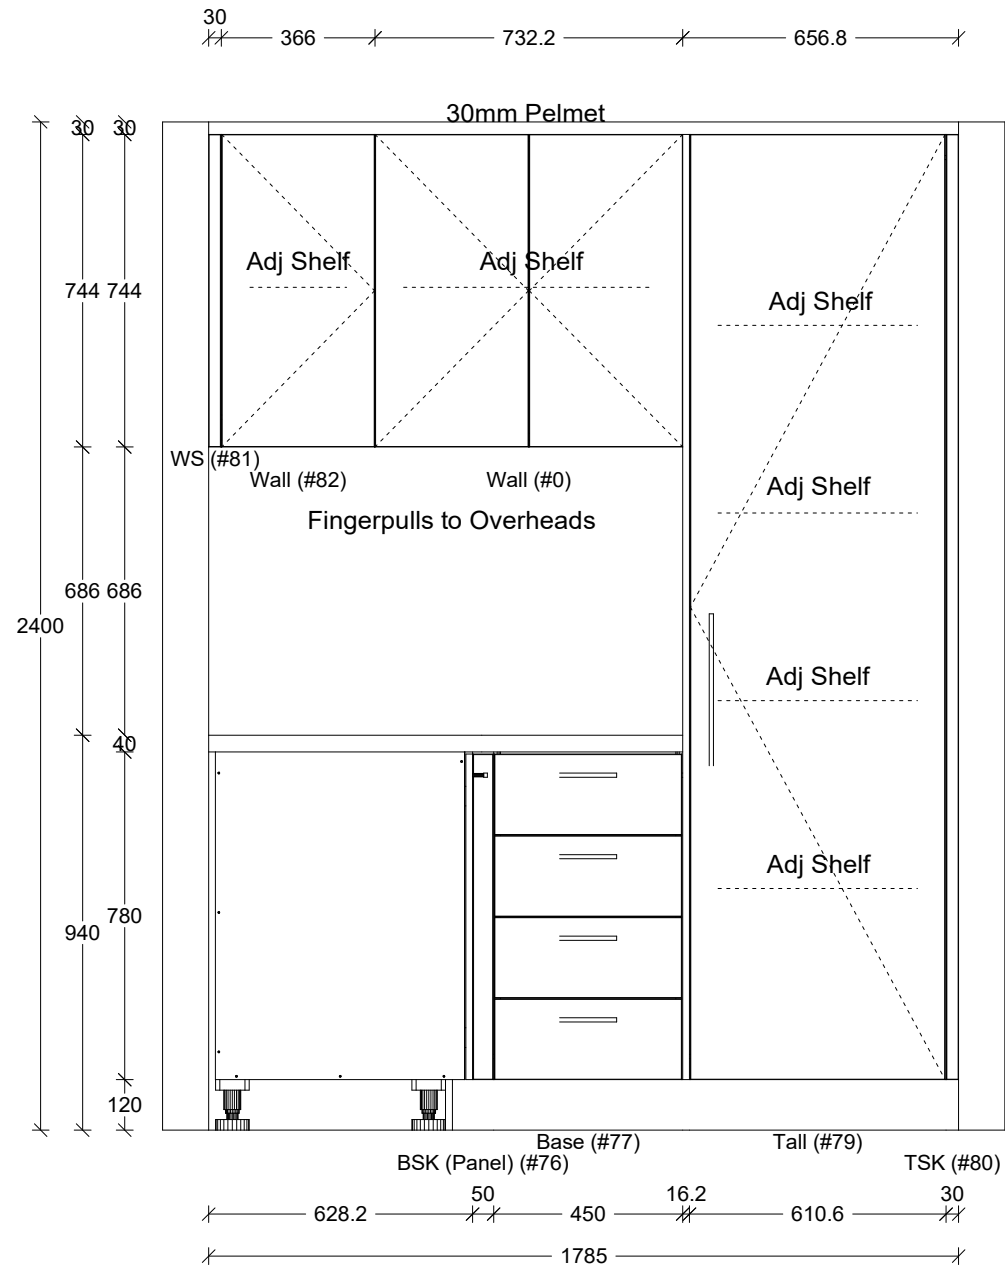 30
366 732.2 656.8
30mm Pelmet
30 30
Adj Shelf Adj Shelf
744 744
Adj Shelf
WS (#81)
Wall (#82) Wall (#0)
Adj Shelf
Fingerpulls to Overheads
686 686
2400
Adj Shelf
40
Adj Shelf
780
940
120
Base (#77) Tall (#79)
BSK (Panel) (#76) TSK (#80)
50 16.2 30
628.2 450 610.6
1785